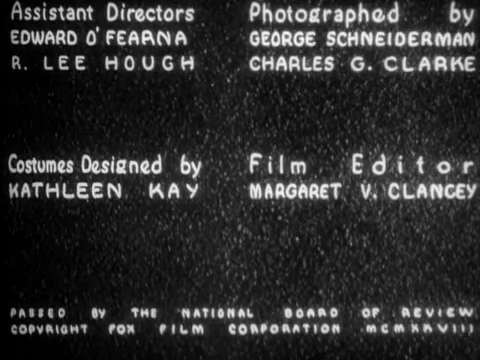 Assistant Directors
EDWARD O'FEARNA
R. LEE HOUGH
Photographed by
GEORGE SCHNEIDERMAN
CHARLES G. CLARKE
Costumes Designed by
KATHLEEN KAY
Film Editor
MARGARET V. CLANCEY
PASSED BY THE NATIONAL BOARD OF REVIEW
COPYRIGHT FOX FILM CORPORATION MCMXXVIII